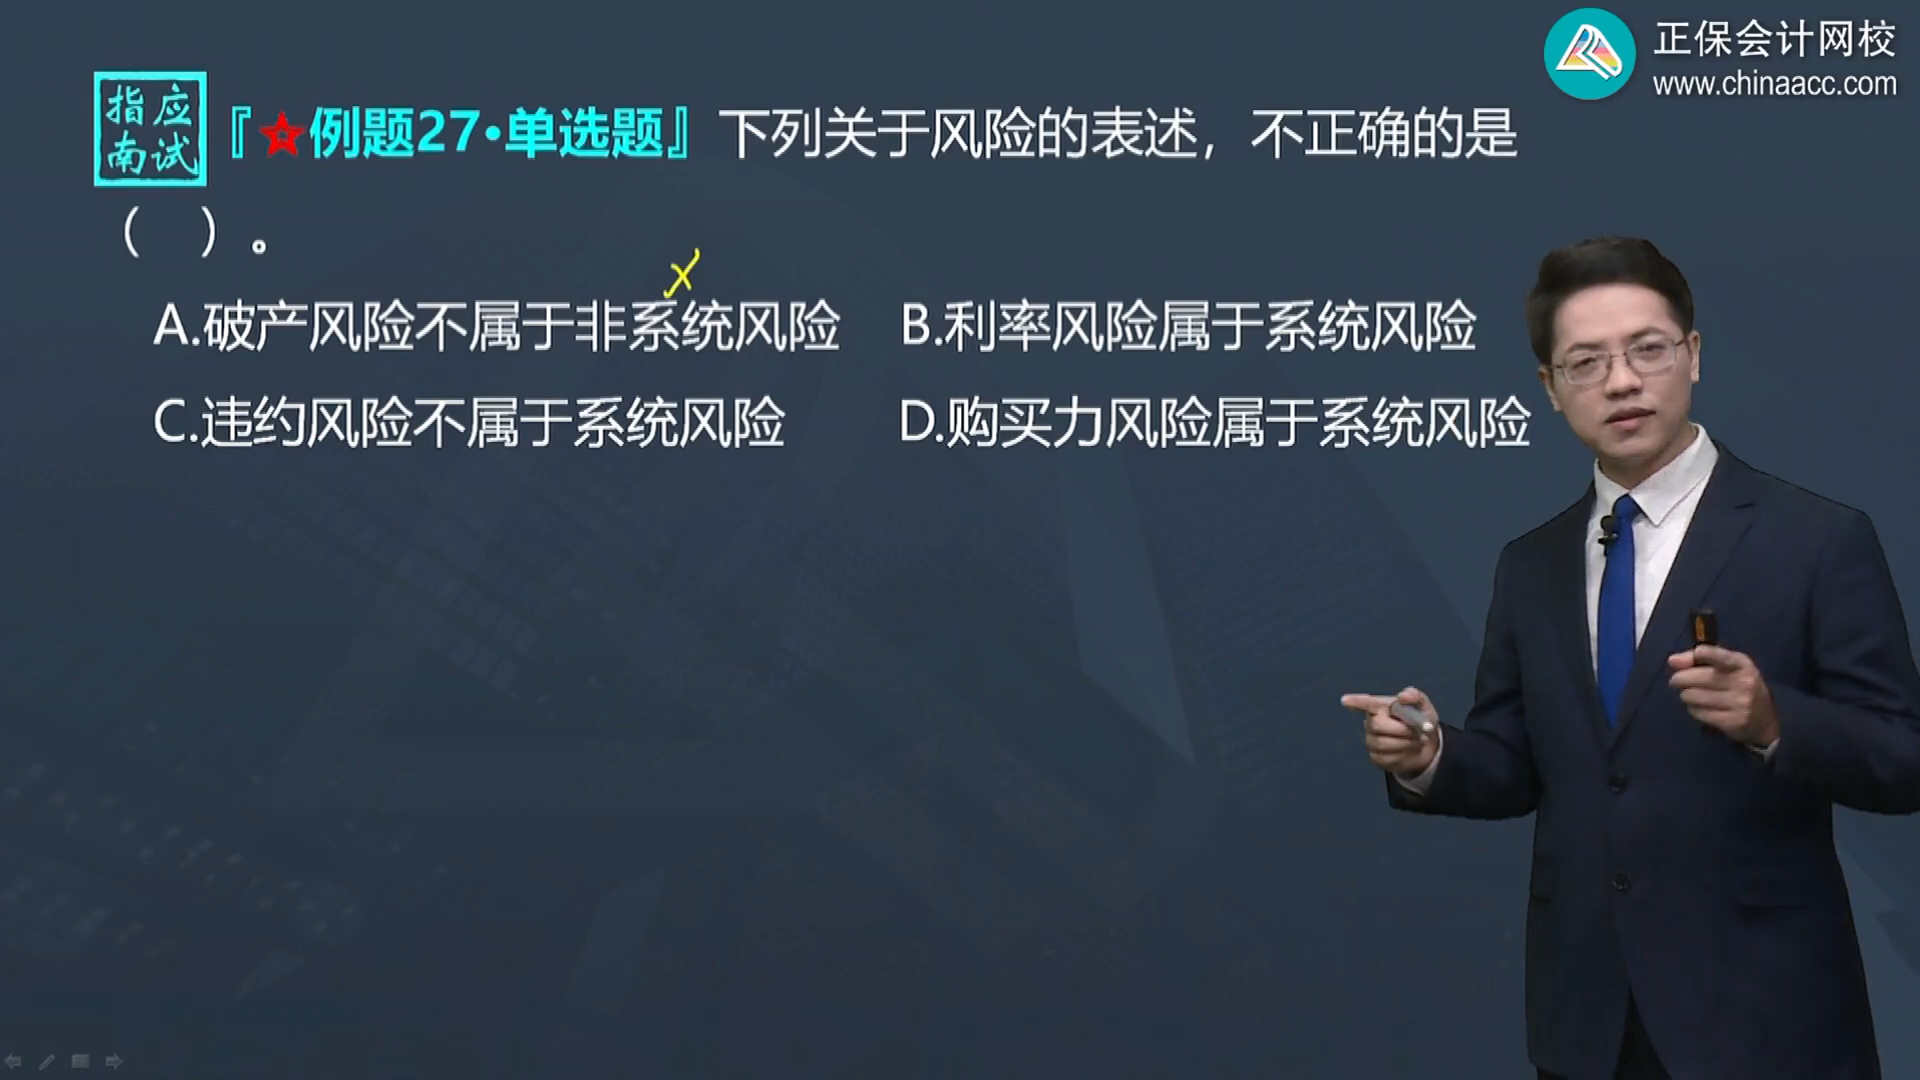 正保会计网校
www.chinaacc.com
应试指南
『☆例题27•单选题』下列关于风险的表述，不正确的是
（ ）。
A.破产风险不属于非系统风险 B.利率风险属于系统风险
C.违约风险不属于系统风险 D.购买力风险属于系统风险